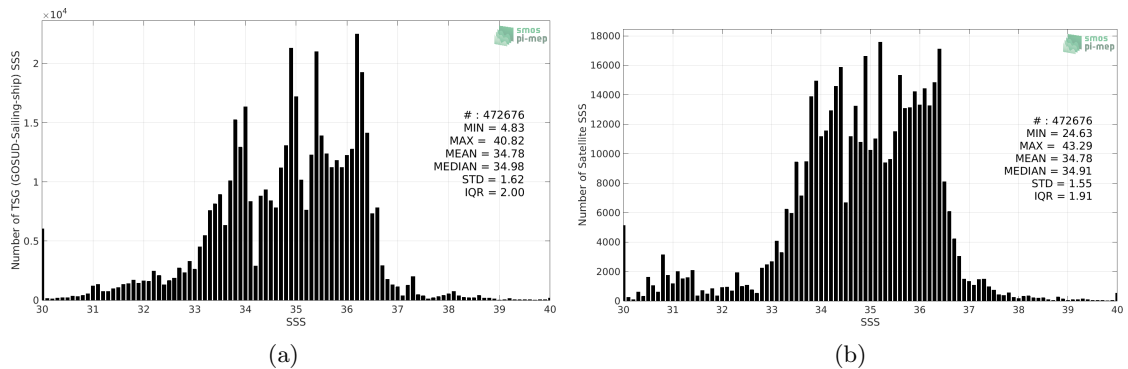 ×10⁴
smos
pi-mep
Number of TSG (GOSUD-Sailing-ship) SSS
2
1.5
1
0.5
0
# : 472676
MIN = 4.83
MAX = 40.82
MEAN = 34.78
MEDIAN = 34.98
STD = 1.62
IQR = 2.00
30 31 32 33 34 35 36 37 38 39 40
SSS
(a)
smos
pi-mep
Number of Satellite SSS
18000
16000
14000
12000
10000
8000
6000
4000
2000
0
# : 472676
MIN = 24.63
MAX = 43.29
MEAN = 34.78
MEDIAN = 34.91
STD = 1.55
IQR = 1.91
30 31 32 33 34 35 36 37 38 39 40
SSS
(b)